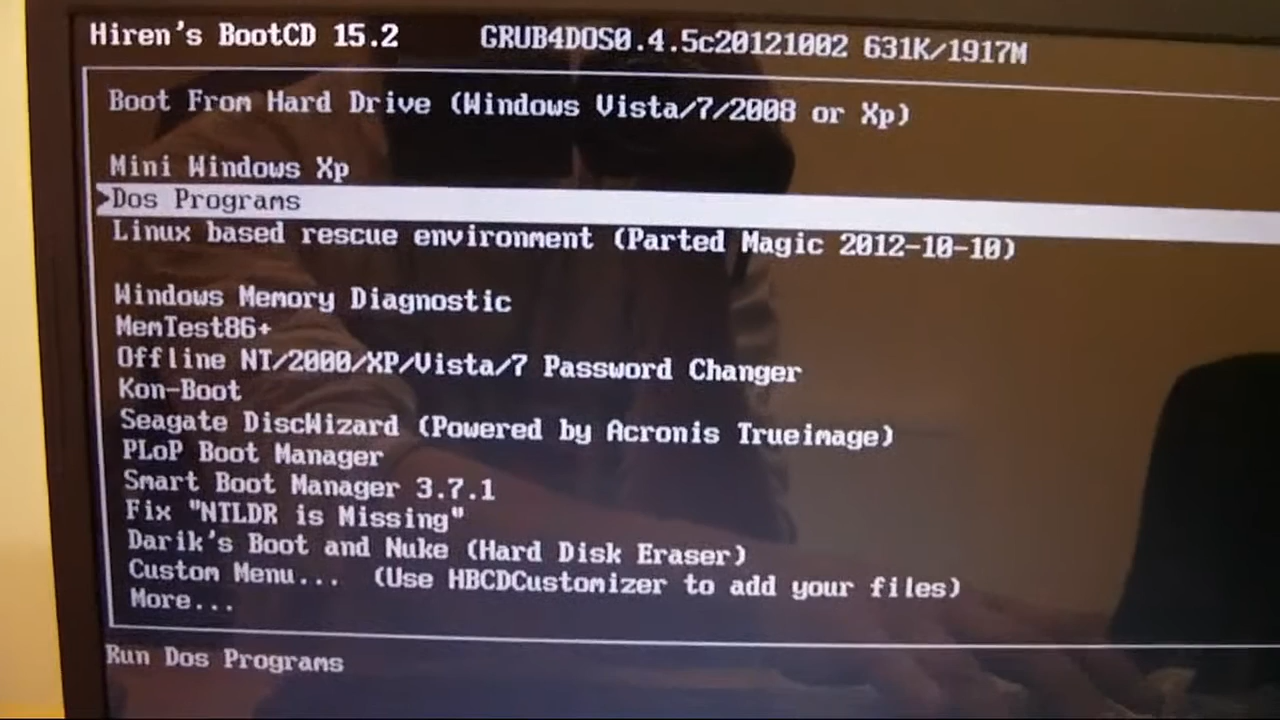 Hiren's BootCD 15.2 GRUB4DOS0.4.5c20121002 631K/1917M
Boot From Hard Drive (Windows Vista/7/2008 or Xp)
Mini Windows Xp
Dos Programs
Linux based rescue environment (Parted Magic 2012-10-10)
Windows Memory Diagnostic
MemTest86+
Offline NT/2000/XP/Vista/7 Password Changer
Kon-Boot
Seagate DiscWizard (Powered by Acronis Trueimage)
PLoP Boot Manager
Smart Boot Manager 3.7.1
Fix "NTLDR is Missing"
Darik's Boot and Nuke (Hard Disk Eraser)
Custom Menu... (Use HBCDCustomizer to add your files)
More...
Run Dos Programs